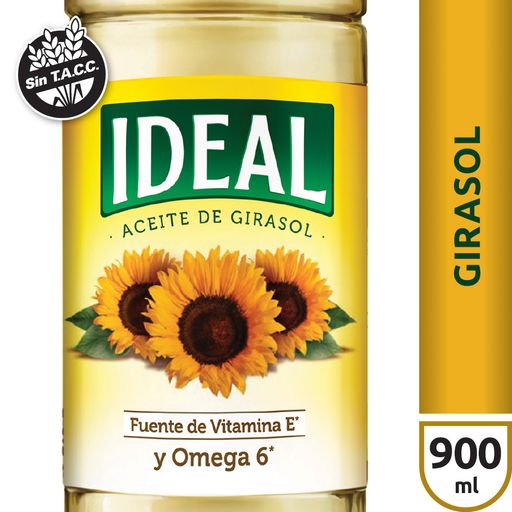 Sin T.A.C.C.
IDEAL
· ACEITE DE GIRASOL ·
Fuente de Vitamina E*
y Omega 6*
GIRASOL
900
ml